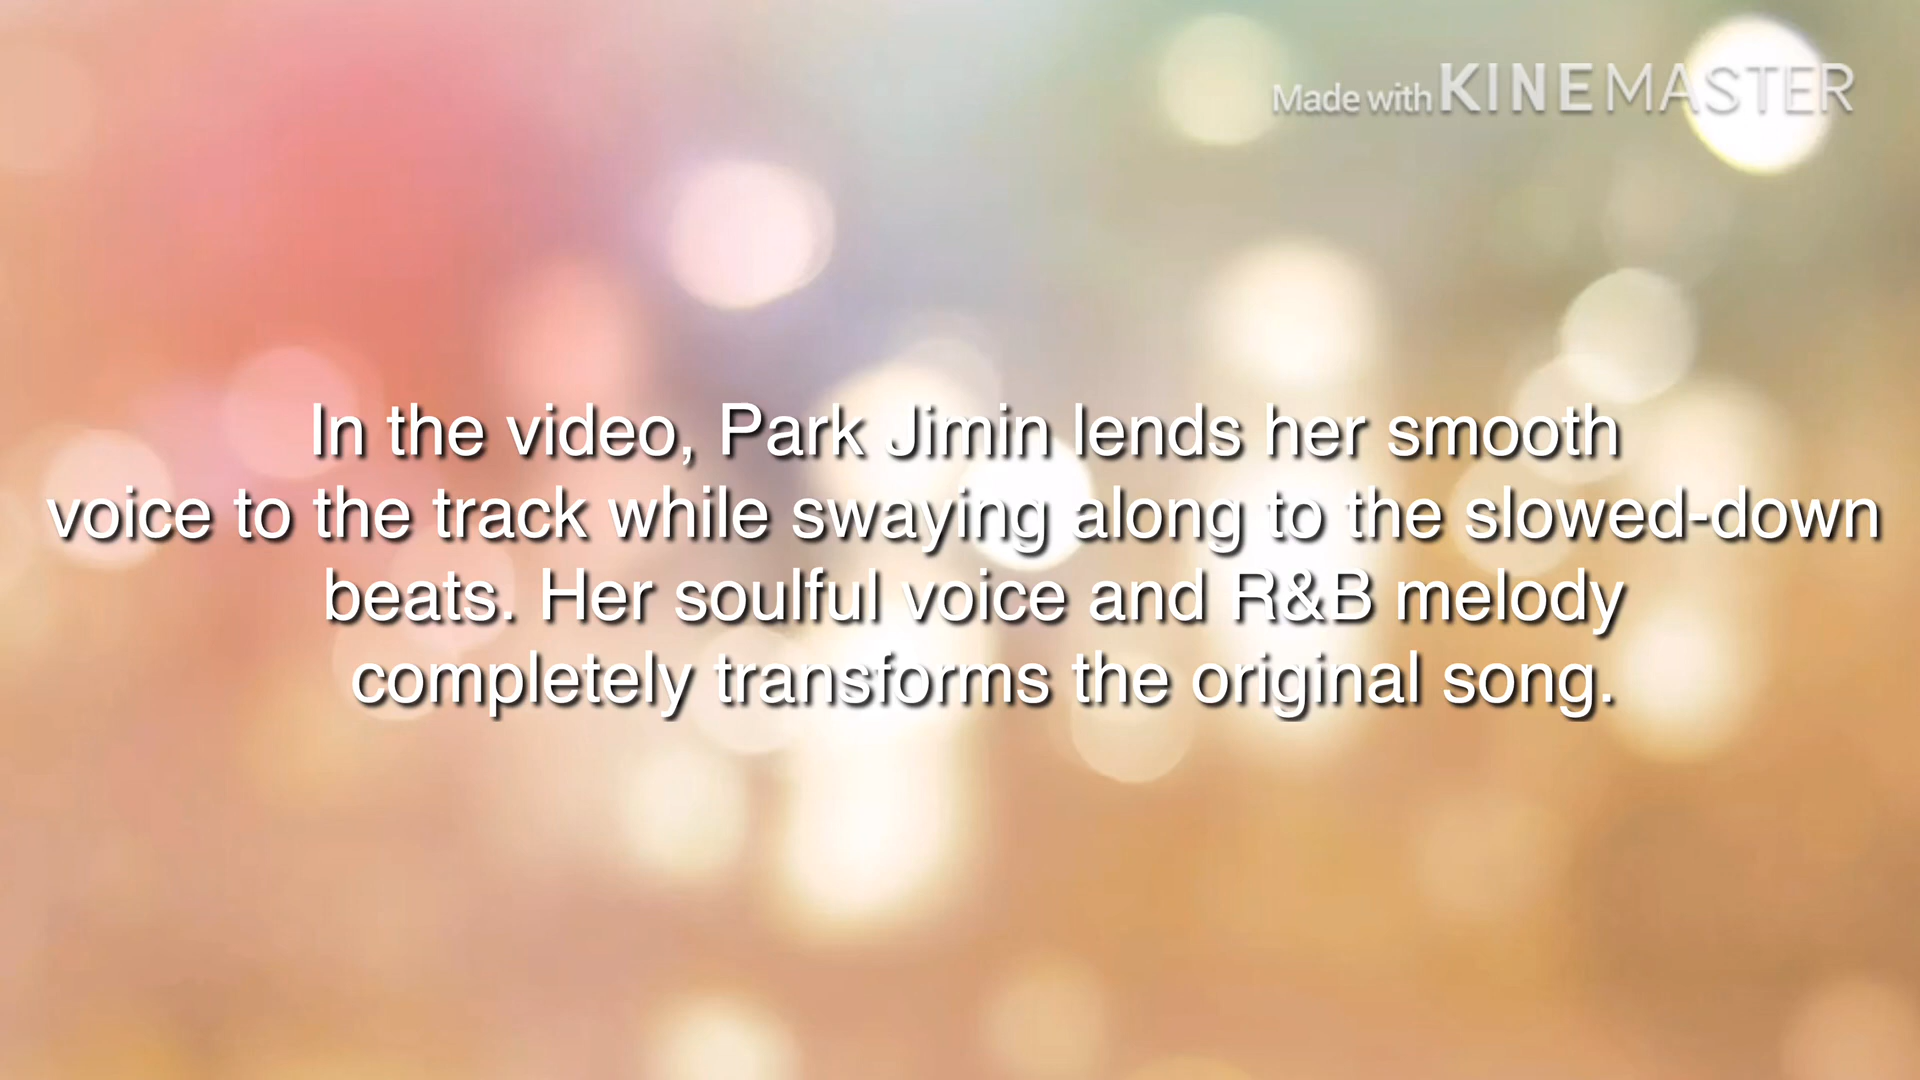 Made with KINEMASTER
In the video, Park Jimin lends her smooth
voice to the track while swaying along to the slowed-down
beats. Her soulful voice and R&B melody
completely transforms the original song.